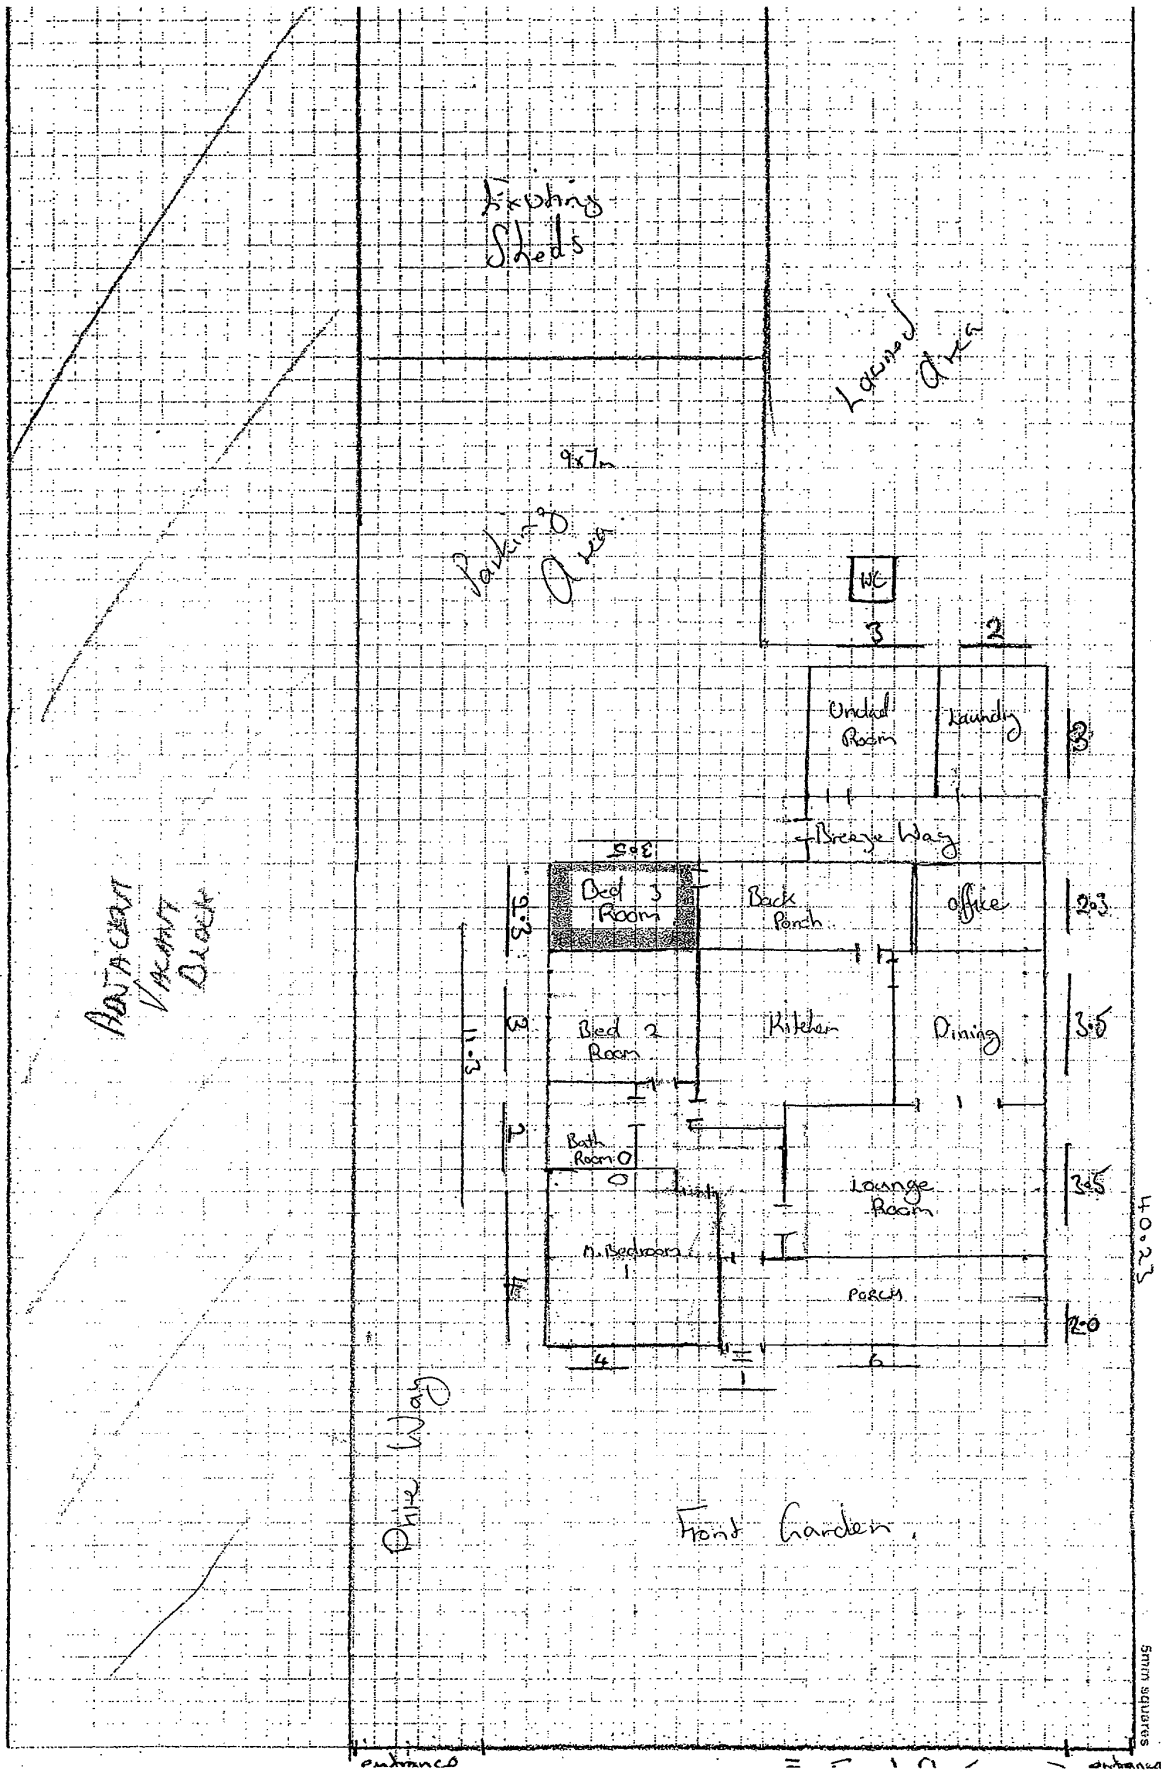 Existing
Sheds
Lawned
Area
9x7m
Parking
Area
WC
3
2
Laundry
Room
3
Breeze Way
3.05
2.3
Bed 3
Room
Back
Porch
Office
2.3
ADJACENT
VACANT
BLOCK
11.3
3
Bed 2
Room
Kitchen
Dining
3.5
2
Bath
Room
Lounge
Room
3.5
40.23
4
M. Bedroom
1
PORCH
2.0
4
1
6
Drive Way
Front Garden
5mm squares
entrance
entrance